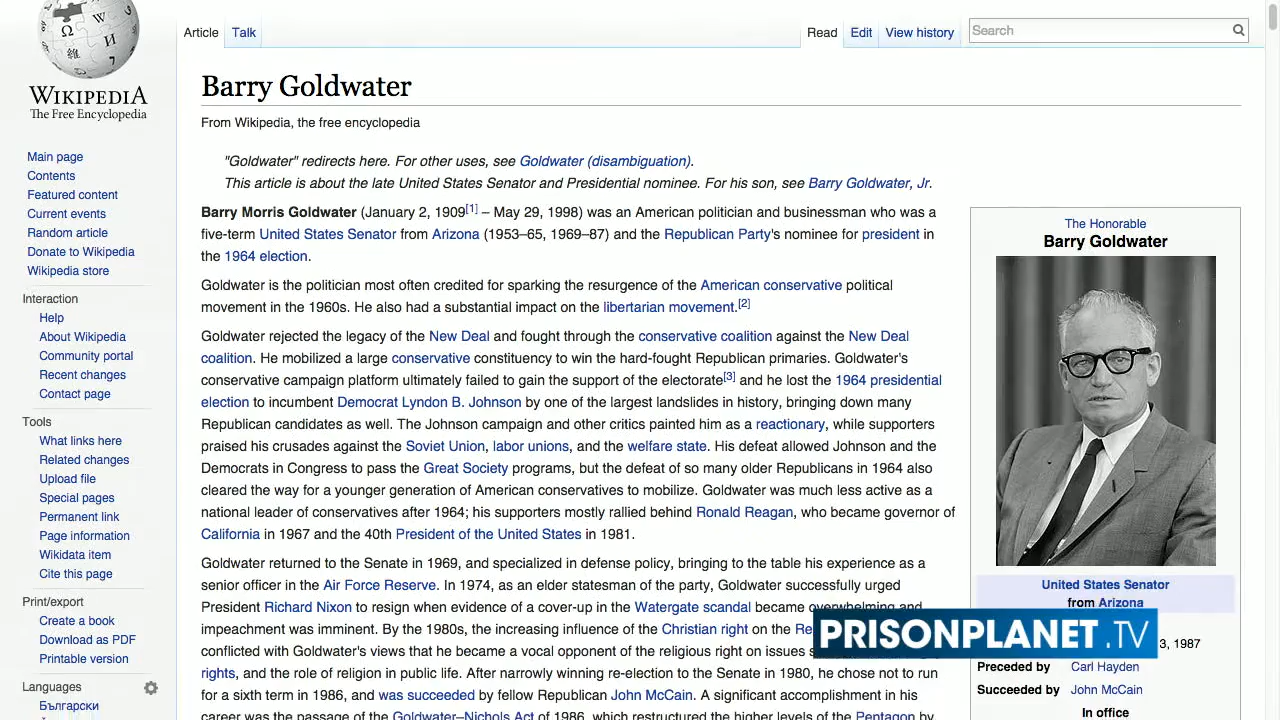 WIKIPEDIA
The Free Encyclopedia
Main page
Contents
Featured content
Current events
Random article
Donate to Wikipedia
Wikipedia store
Interaction
Help
About Wikipedia
Community portal
Recent changes
Contact page
Tools
What links here
Related changes
Upload file
Special pages
Permanent link
Page information
Wikidata item
Cite this page
Print/export
Create a book
Download as PDF
Printable version
Languages
Български
Article Talk
Read Edit View history
Search
Barry Goldwater
From Wikipedia, the free encyclopedia
"Goldwater" redirects here. For other uses, see Goldwater (disambiguation).
This article is about the late United States Senator and Presidential nominee. For his son, see Barry Goldwater, Jr.
Barry Morris Goldwater (January 2, 1909[1] – May 29, 1998) was an American politician and businessman who was a
five-term United States Senator from Arizona (1953–65, 1969–87) and the Republican Party's nominee for president in
the 1964 election.
Goldwater is the politician most often credited for sparking the resurgence of the American conservative political
movement in the 1960s. He also had a substantial impact on the libertarian movement.[2]
Goldwater rejected the legacy of the New Deal and fought through the conservative coalition against the New Deal
coalition. He mobilized a large conservative constituency to win the hard-fought Republican primaries. Goldwater's
conservative campaign platform ultimately failed to gain the support of the electorate[3] and he lost the 1964 presidential
election to incumbent Democrat Lyndon B. Johnson by one of the largest landslides in history, bringing down many
Republican candidates as well. The Johnson campaign and other critics painted him as a reactionary, while supporters
praised his crusades against the Soviet Union, labor unions, and the welfare state. His defeat allowed Johnson and the
Democrats in Congress to pass the Great Society programs, but the defeat of so many older Republicans in 1964 also
cleared the way for a younger generation of American conservatives to mobilize. Goldwater was much less active as a
national leader of conservatives after 1964; his supporters mostly rallied behind Ronald Reagan, who became governor of
California in 1967 and the 40th President of the United States in 1981.
Goldwater returned to the Senate in 1969, and specialized in defense policy, bringing to the table his experience as a
senior officer in the Air Force Reserve. In 1974, as an elder statesman of the party, Goldwater successfully urged
President Richard Nixon to resign when evidence of a cover-up in the Watergate scandal became overwhelming and
impeachment was imminent. By the 1980s, the increasing influence of the Christian right on the Re
conflicted with Goldwater's views that he became a vocal opponent of the religious right on issues
rights, and the role of religion in public life. After narrowly winning re-election to the Senate in 1980, he chose not to run
for a sixth term in 1986, and was succeeded by fellow Republican John McCain. A significant accomplishment in his
career was the passage of the Goldwater–Nichols Act of 1986, which restructured the higher levels of the Pentagon by
The Honorable
Barry Goldwater
United States Senator
from Arizona
3, 1987
Preceded by Carl Hayden
Succeeded by John McCain
In office
PRISONPLANET.TV